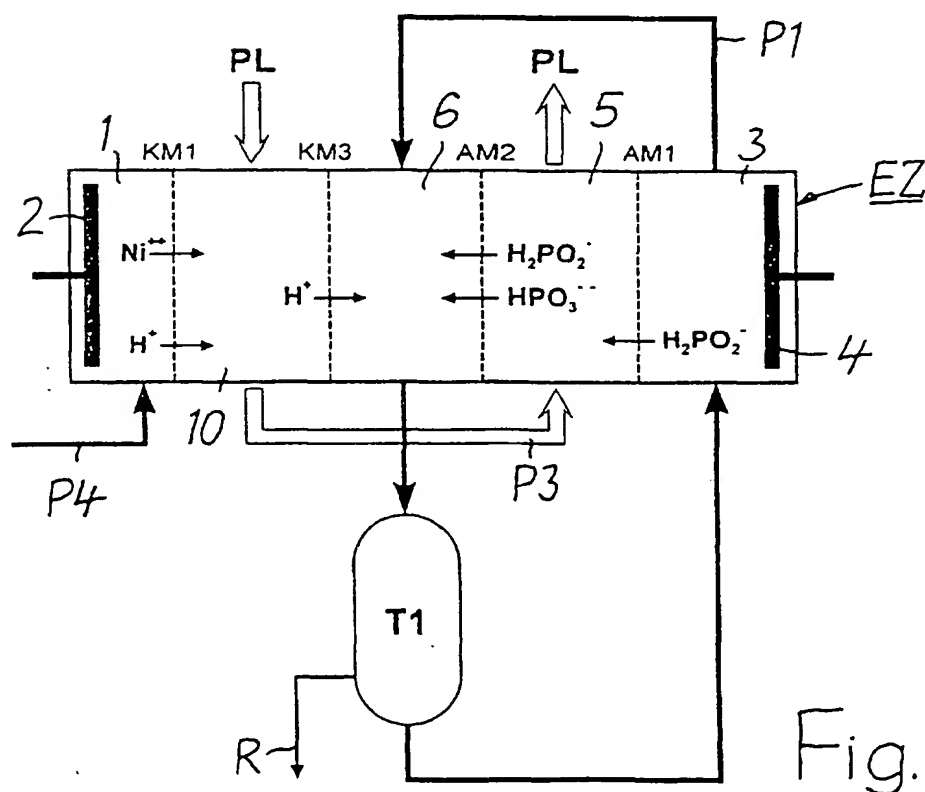 P1
PL PL
1 6 5 3
KM1 KM3 AM2 AM1
EZ
2
Ni⁺⁺ H₂PO₂⁻
H⁺ HPO₃⁻⁻
H⁺ H₂PO₂⁻
4
10
P4 P3
T1
R
Fig.